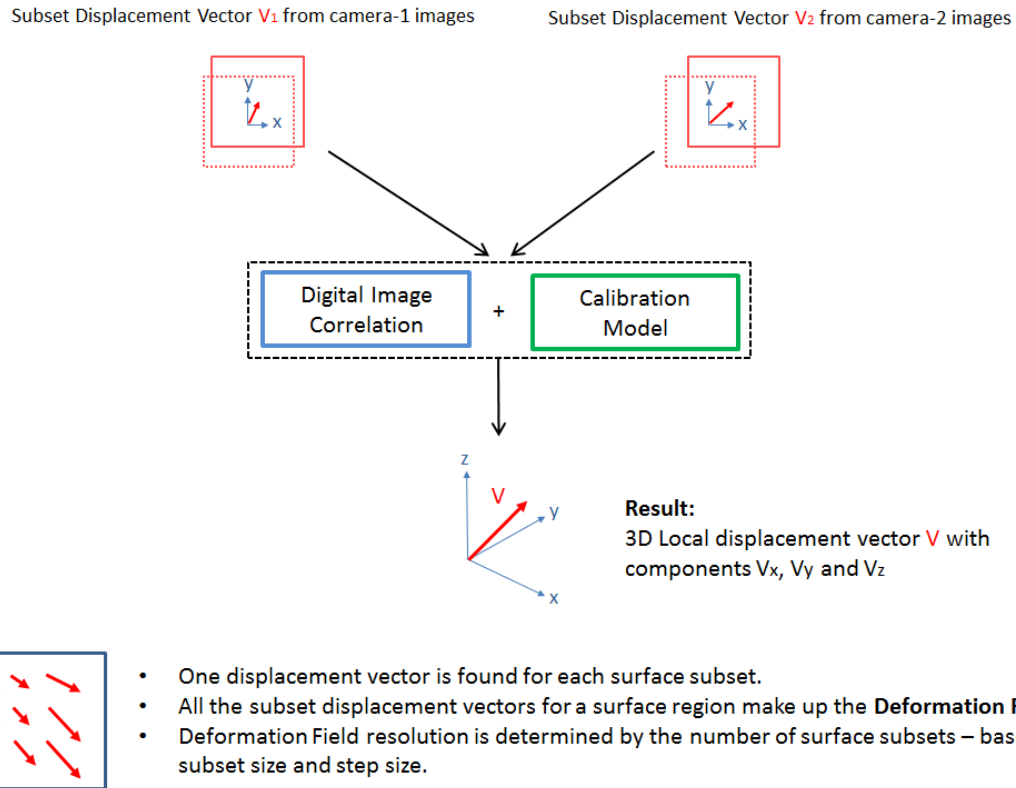 Subset Displacement Vector V1 from camera-1 images
Subset Displacement Vector V2 from camera-2 images
y
x
y
x
Digital Image
Correlation
+
Calibration
Model
z
V
y
x
Result:
3D Local displacement vector V with
components Vx, Vy and Vz
• One displacement vector is found for each surface subset.
• All the subset displacement vectors for a surface region make up the Deformation
• Deformation Field resolution is determined by the number of surface subsets –
subset size and step size.